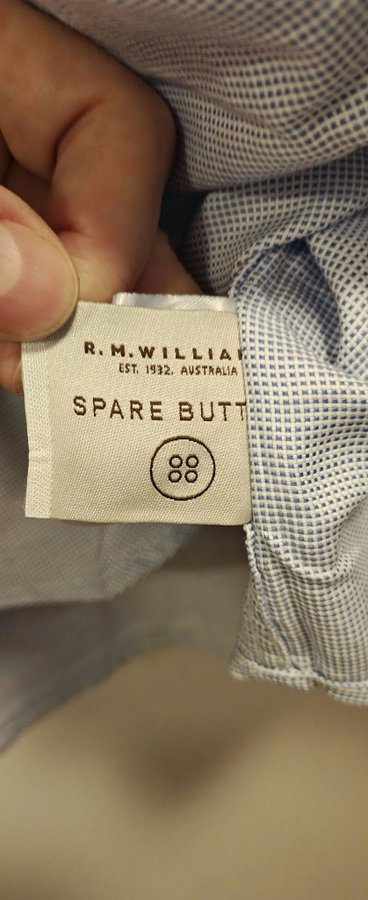 R.M.WILLIA
EST. 1932. AUSTRALIA
SPARE BUTT